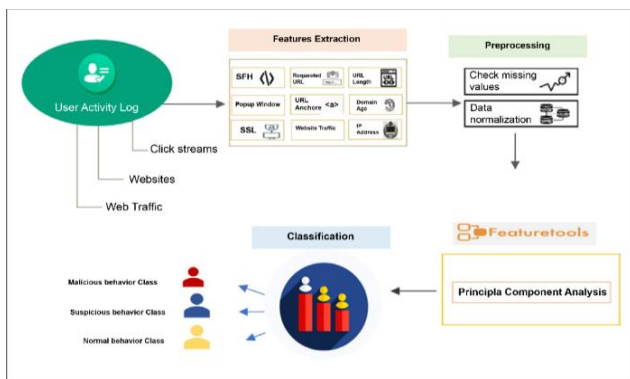 Features Extraction
Preprocessing
User Activity Log
Click streams
Websites
Web Traffic
SFH
Requested
URL
URL
Length
Popup Window
URL
Anchore <a>
Domain
Age
SSL
Website Traffic
IP
Address
Check missing
values
Data
normalization
Featuretools
Principla Component Analysis
Classification
Malicious behavior Class
Suspicious behavior Class
Normal behavior Class